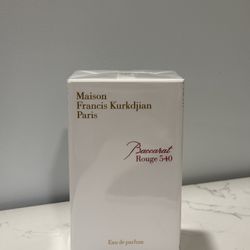 Maison
Francis Kurkdjian
Paris
Baccarat
Rouge 540
Eau de parfum